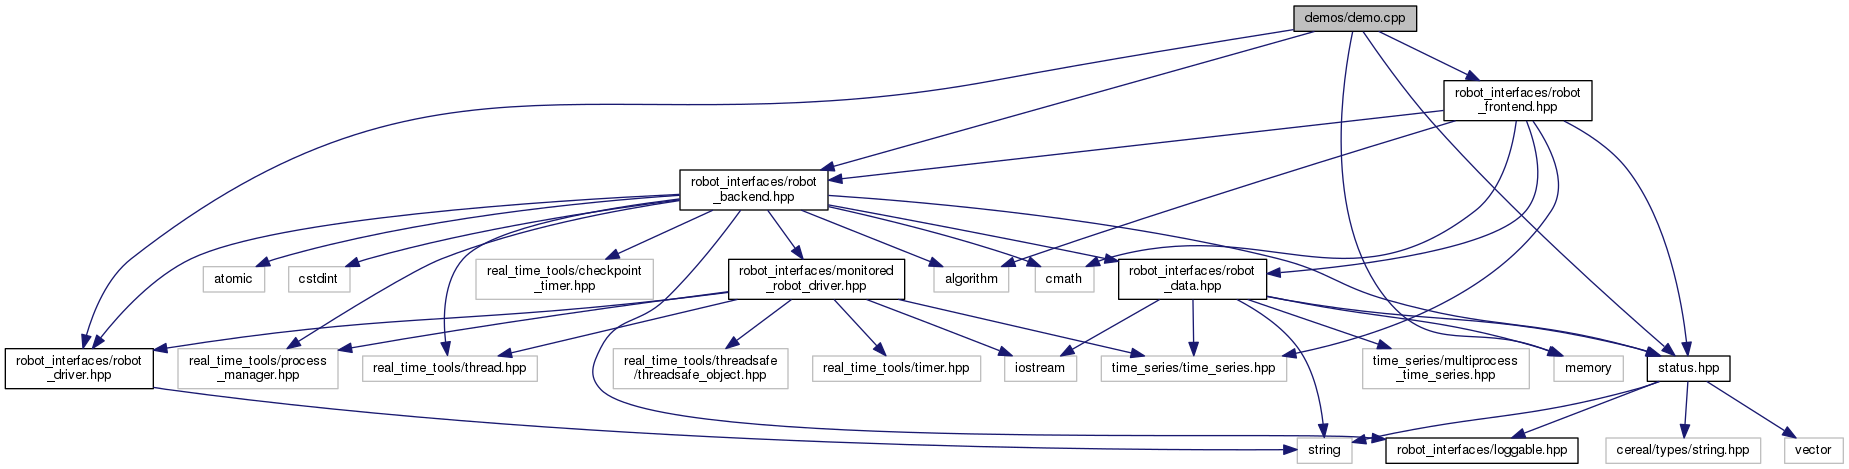 demos/demo.cpp
robot_interfaces/robot
_frontend.hpp
robot_interfaces/robot
_backend.hpp
atomic
cstdint
real_time_tools/checkpoint
_timer.hpp
robot_interfaces/monitored
_robot_driver.hpp
algorithm
cmath
robot_interfaces/robot
_data.hpp
robot_interfaces/robot
_driver.hpp
real_time_tools/process
_manager.hpp
real_time_tools/thread.hpp
real_time_tools/threadsafe
/threadsafe_object.hpp
real_time_tools/timer.hpp
iostream
time_series/time_series.hpp
time_series/multiprocess
_time_series.hpp
memory
status.hpp
string
robot_interfaces/loggable.hpp
cereal/types/string.hpp
vector